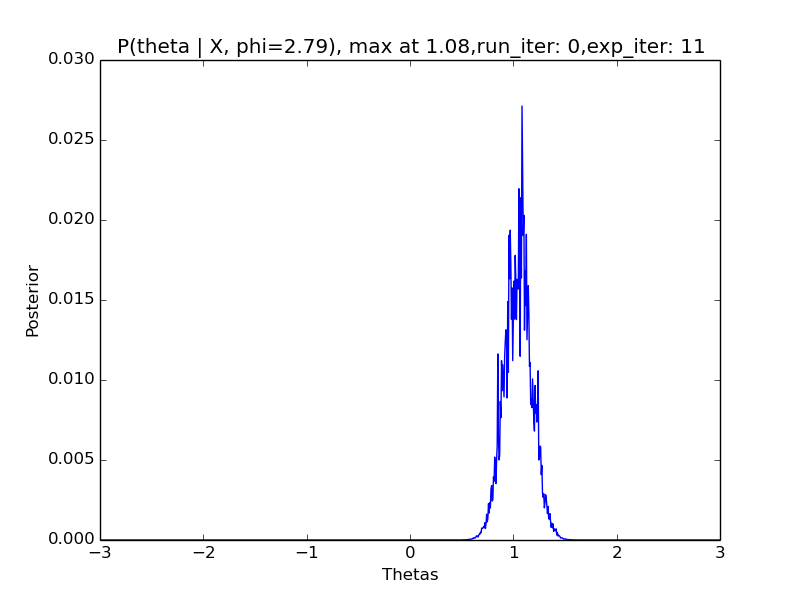 P(theta | X, phi=2.79), max at 1.08,run_iter: 0,exp_iter: 11
0.030
0.025
0.020
0.015
0.010
0.005
0.000
Posterior
−3 −2 −1 0 1 2 3
Thetas